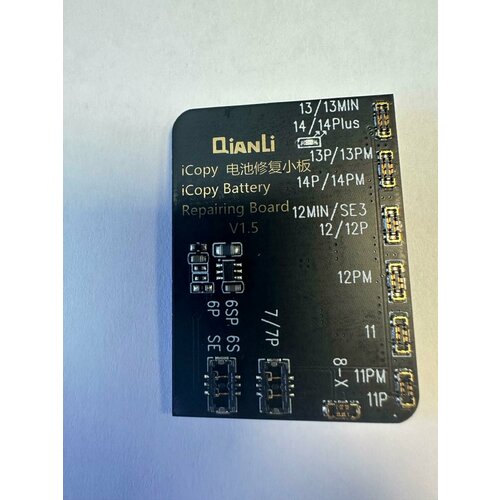 QIANLI
iCopy 电池修复小板
iCopy Battery
Repairing Board
V1.5
13/13MIN
14/14Plus
13P/13PM
14P/14PM
12MIN/SE3
12/12P
12PM
11
11PM
11P
8-X
7/7P
6SP 6S
6P SE